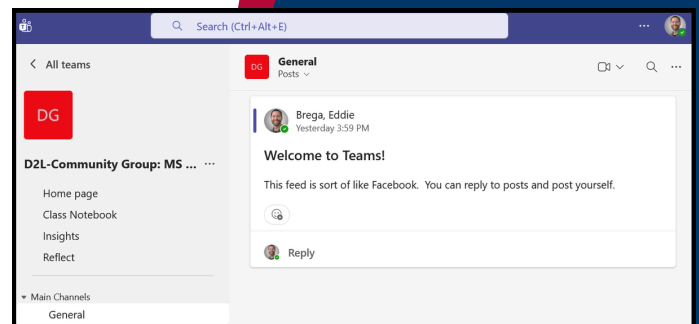 Search (Ctrl+Alt+E)
All teams
DG
D2L-Community Group: MS ...
Home page
Class Notebook
Insights
Reflect
Main Channels
General
DG
General
Posts
Brega, Eddie
Yesterday 3:59 PM
Welcome to Teams!
This feed is sort of like Facebook. You can reply to posts and post yourself.
Reply